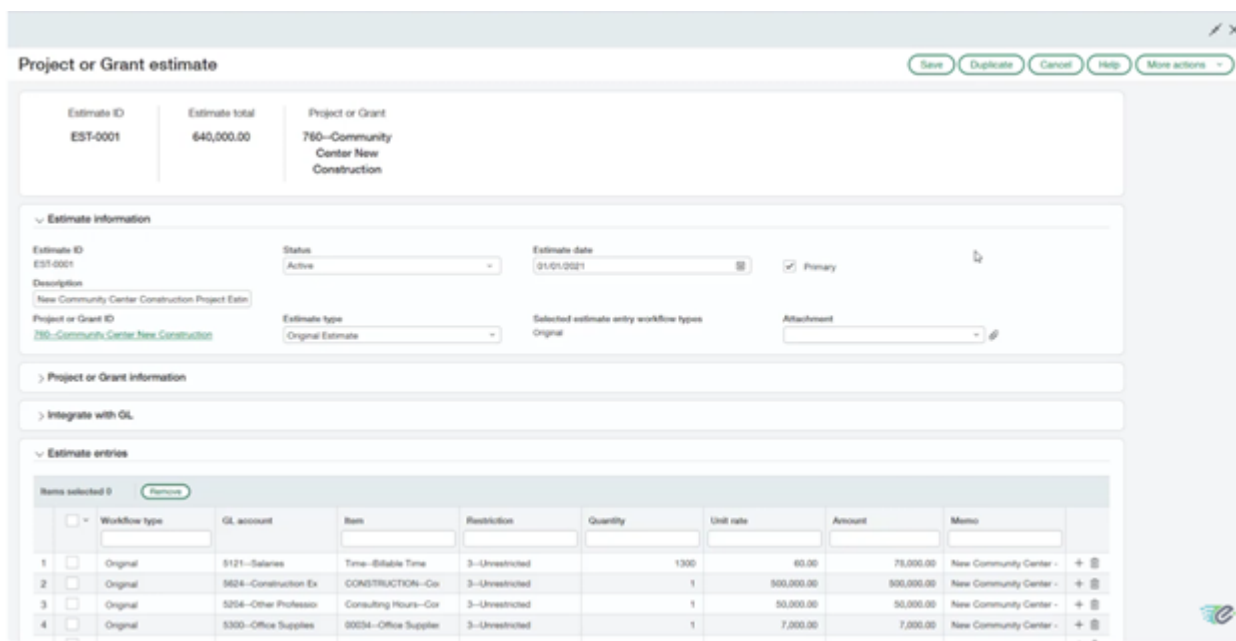 Project or Grant estimate
Save Duplicate Cancel Help More actions
Estimate ID Estimate total Project or Grant
EST-0001 640,000.00 760--Community
Center New
Construction
Estimate information
Estimate ID Status Estimate date
EST-0001 Active 01/01/2021 Primary
Description
New Community Center Construction Project Estin
Project or Grant ID Estimate type Selected estimate entry workflow types Attachment
760--Community Center New Construction Original Estimate Original
Project or Grant information
Integrate with GL
Estimate entries
Items selected 0 Remove
Workflow type GL account Item Restriction Quantity Unit rate Amount Memo
1 Original 5121--Salaries Time--Billable Time 3--Unrestricted 1300 60.00 78,000.00 New Community Center -
2 Original 5624--Construction Ex CONSTRUCTION--Co 3--Unrestricted 1 500,000.00 500,000.00 New Community Center -
3 Original 5204--Other Professio Consulting Hours--Cor 3--Unrestricted 1 50,000.00 50,000.00 New Community Center -
4 Original 5300--Office Supplies 00034--Office Supplie 3--Unrestricted 1 7,000.00 7,000.00 New Community Center -